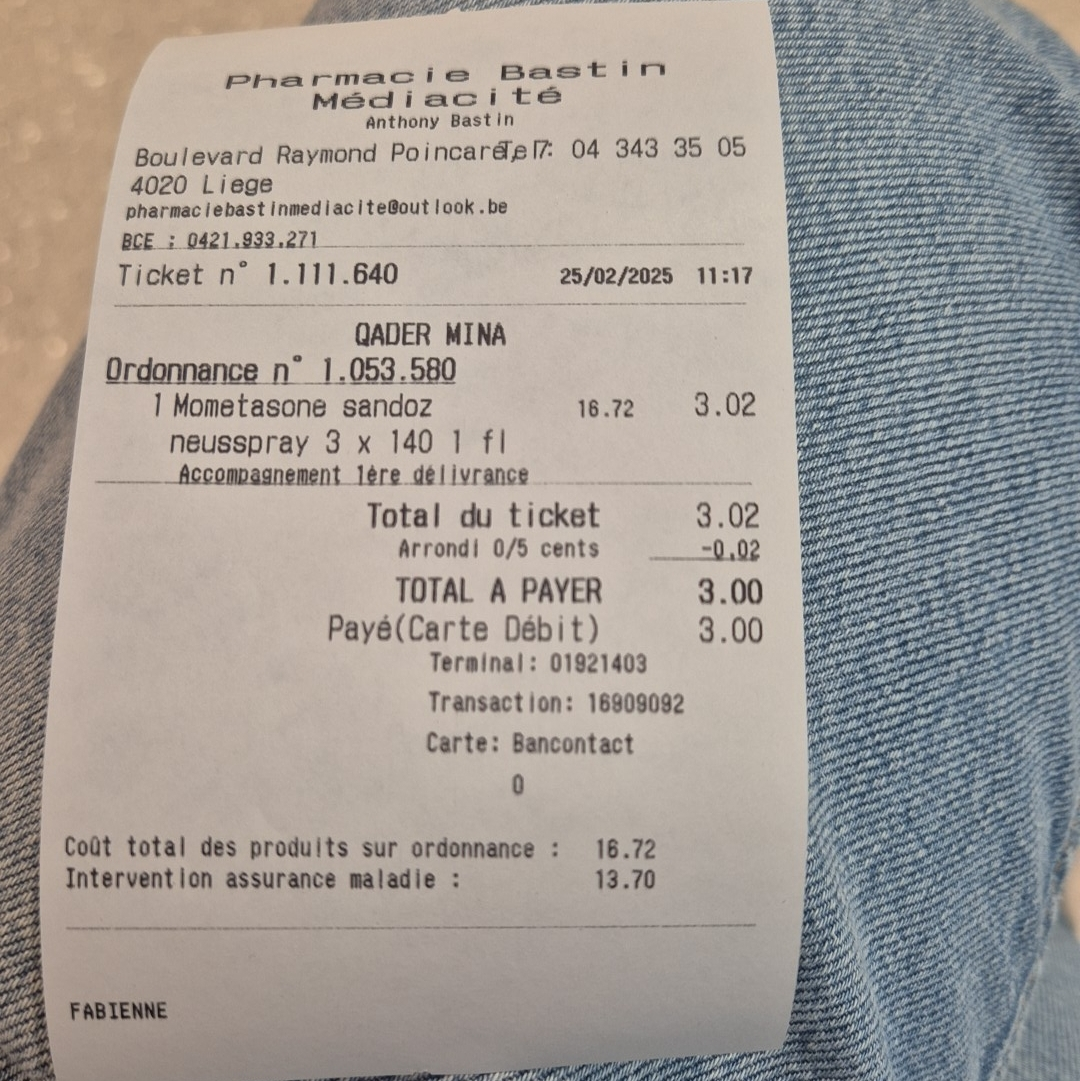 Pharmacie Bastin
Médiacité
Anthony Bastin
Boulevard Raymond Poincaré, 7 Tel: 04 343 35 05
4020 Liege
pharmaciebastinmediacite@outlook.be
BCE : 0421.933.271
Ticket n° 1.111.640 25/02/2025 11:17
QADER MINA
Ordonnance n° 1.053.580
1 Mometasone sandoz 16.72 3.02
neusspray 3 x 140 1 fl
Accompagnement 1ère délivrance
Total du ticket 3.02
Arrondi 0/5 cents -0.02
TOTAL A PAYER 3.00
Payé(Carte Débit) 3.00
Terminal: 01921403
Transaction: 16909092
Carte: Bancontact
0
Coût total des produits sur ordonnance : 16.72
Intervention assurance maladie : 13.70
FABIENNE